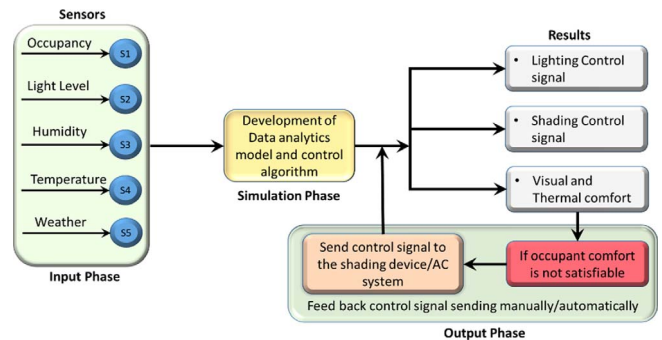 Sensors
Occupancy
S1
Light Level
S2
Humidity
S3
Temperature
S4
Weather
S5
Input Phase
Development of
Data analytics
model and control
algorithm
Simulation Phase
Results
• Lighting Control
signal
• Shading Control
signal
• Visual and
Thermal comfort
If occupant comfort
is not satisfiable
Send control signal to
the shading device/AC
system
Feed back control signal sending manually/automatically
Output Phase